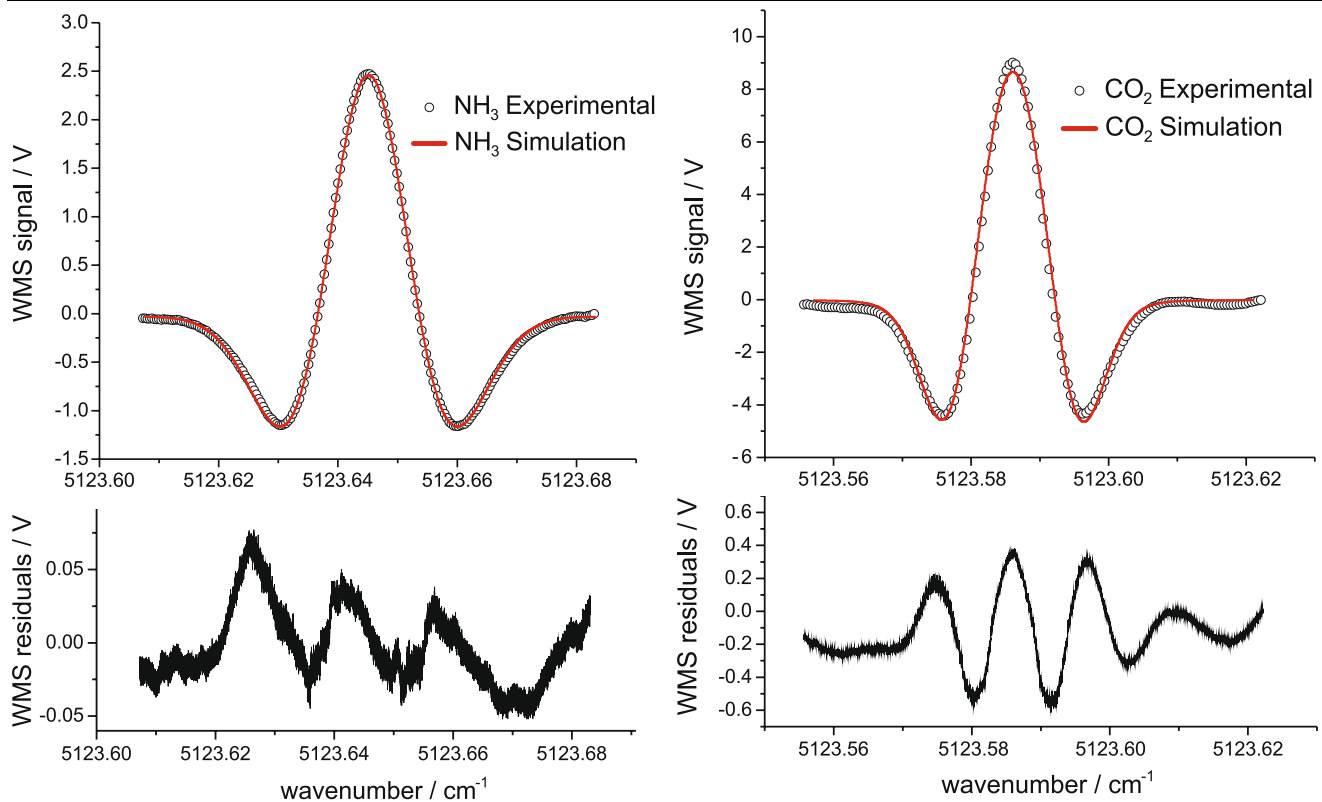 WMS signal / V
3.0
2.5
2.0
1.5
1.0
0.5
0.0
-0.5
-1.0
-1.5
NH3 Experimental
NH3 Simulation
5123.60 5123.62 5123.64 5123.66 5123.68
WMS signal / V
10
8
6
4
2
0
-2
-4
-6
CO2 Experimental
CO2 Simulation
5123.56 5123.58 5123.60 5123.62
WMS residuals / V
0.05
0.00
-0.05
5123.60 5123.62 5123.64 5123.66 5123.68
wavenumber / cm-1
WMS residuals / V
0.6
0.4
0.2
0.0
-0.2
-0.4
-0.6
5123.56 5123.58 5123.60 5123.62
wavenumber / cm-1